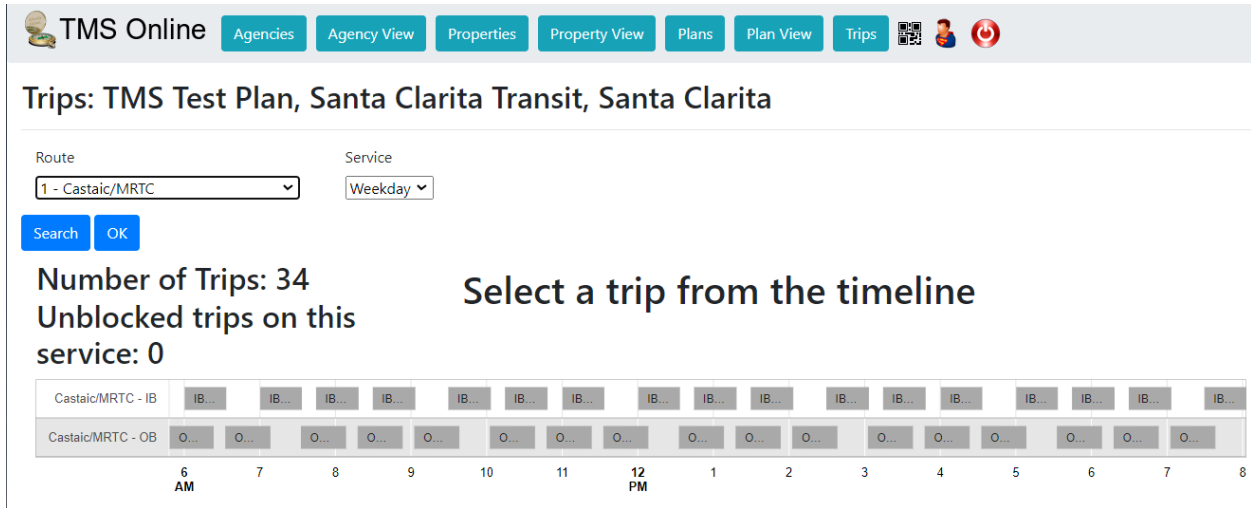 TMS Online Agencies Agency View Properties Property View Plans Plan View Trips
Trips: TMS Test Plan, Santa Clarita Transit, Santa Clarita
Route Service
1 - Castaic/MRTC Weekday
Search OK
Number of Trips: 34
Unblocked trips on this
service: 0
Select a trip from the timeline
Castaic/MRTC - IB IB... IB... IB... IB... IB... IB... IB... IB... IB... IB... IB... IB... IB... IB... IB... IB... IB...
Castaic/MRTC - OB O... O... O... O... O... O... O... O... O... O... O... O... O... O... O... O... O...
6 7 8 9 10 11 12 1 2 3 4 5 6 7 8
AM PM